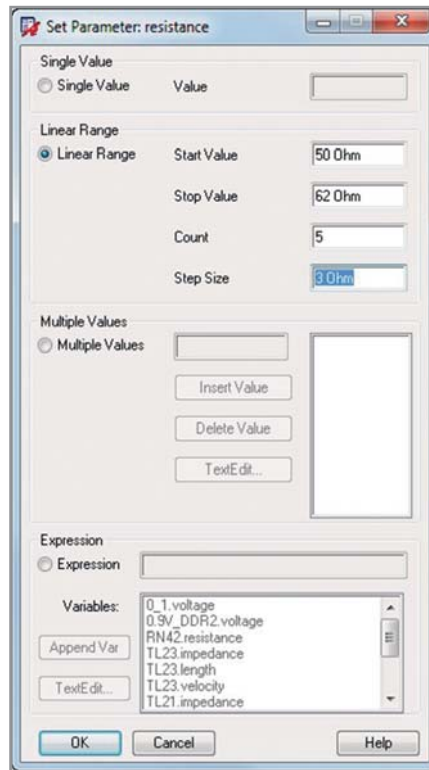 Set Parameter: resistance
Single Value
Single Value Value
Linear Range
Linear Range Start Value 50 Ohm
Stop Value 62 Ohm
Count 5
Step Size 3 Ohm
Multiple Values
Multiple Values
Insert Value
Delete Value
TextEdit...
Expression
Expression
Variables:
0_1.voltage
0.9V_DDR2.voltage
RN42.resistance
TL23.impedance
TL23.length
TL23.velocity
TL21.impedance
Append Var
TextEdit...
OK Cancel Help